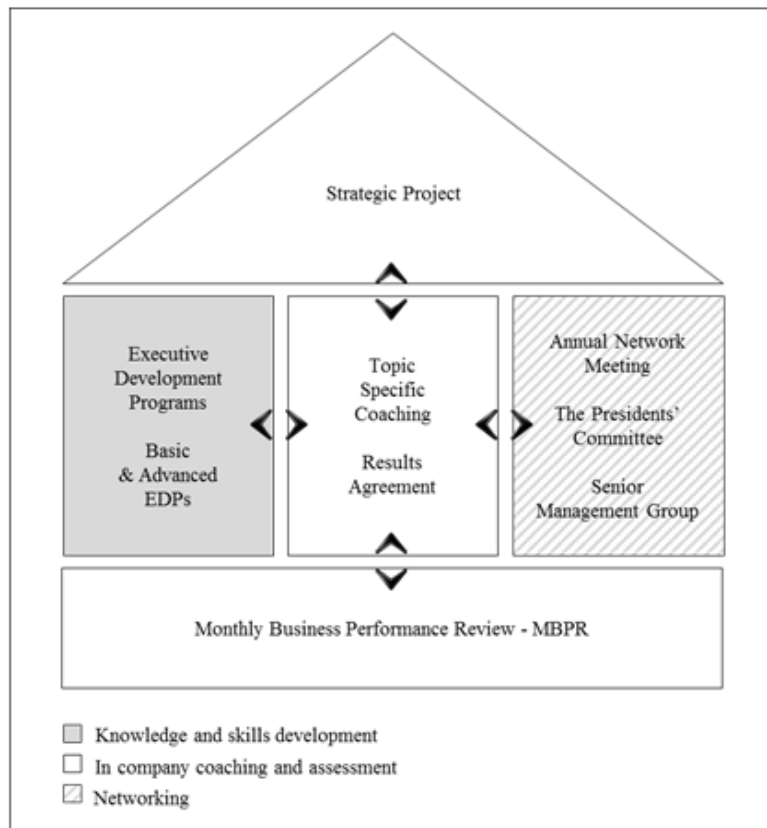 Strategic Project
Executive
Development
Programs
Basic
& Advanced
EDPs
Topic
Specific
Coaching
Results
Agreement
Annual Network
Meeting
The Presidents'
Committee
Senior
Management Group
Monthly Business Performance Review - MBPR
Knowledge and skills development
In company coaching and assessment
Networking